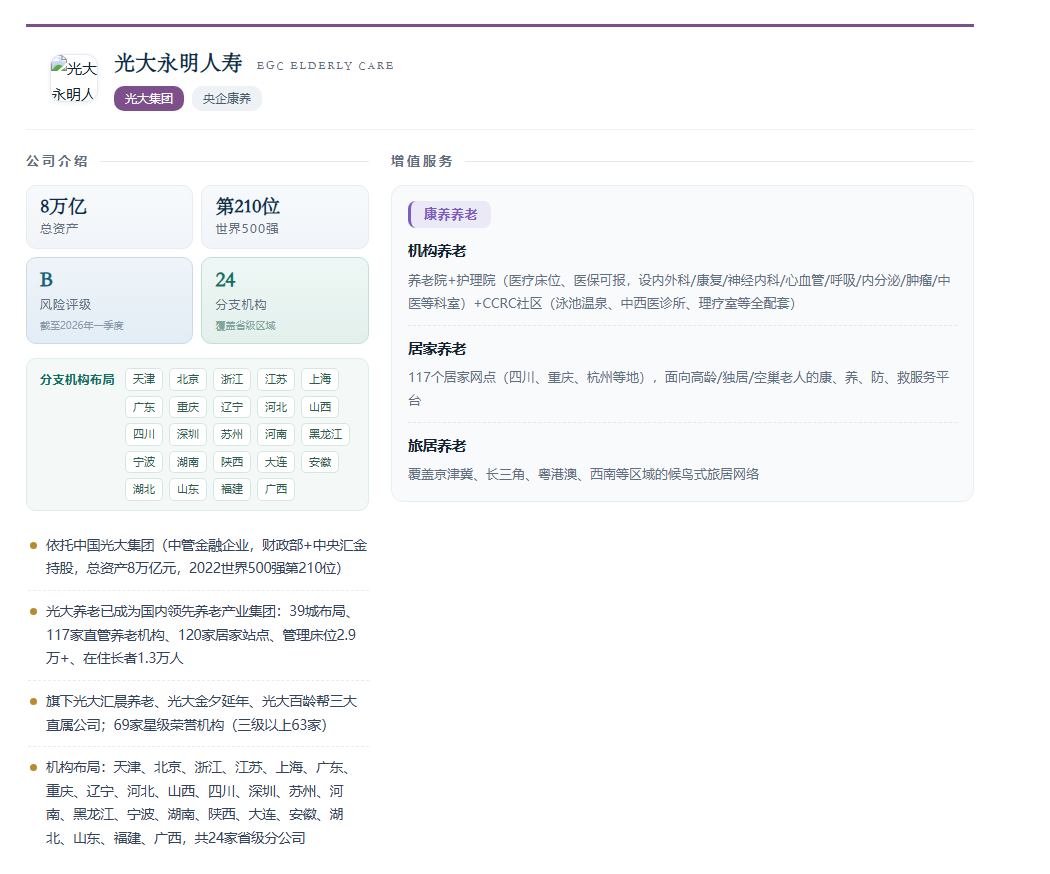 光大
永明人
光大永明人寿 EGC ELDERLY CARE
光大集团 央企康养
公司介绍
8万亿
总资产
第210位
世界500强
B
风险评级
截至2026年一季度
24
分支机构
覆盖省级区域
分支机构布局 天津 北京 浙江 江苏 上海
广东 重庆 辽宁 河北 山西
四川 深圳 苏州 河南 黑龙江
宁波 湖南 陕西 大连 安徽
湖北 山东 福建 广西
依托中国光大集团（中管金融企业，财政部+中央汇金
持股，总资产8万亿元，2022世界500强第210位）
光大养老已成为国内领先养老产业集团：39城布局、
117家直管养老机构、120家居家站点、管理床位2.9
万+、在住长者1.3万人
旗下光大汇晨养老、光大金夕延年、光大百龄帮三大
直属公司；69家星级荣誉机构（三级以上63家）
机构布局：天津、北京、浙江、江苏、上海、广东、
重庆、辽宁、河北、山西、四川、深圳、苏州、河
南、黑龙江、宁波、湖南、陕西、大连、安徽、湖
北、山东、福建、广西，共24家省级分公司
增值服务
康养养老
机构养老
养老院+护理院（医疗床位、医保可报，设内外科/康复/神经内科/心血管/呼吸/内分泌/肿瘤/中
医等科室）+CCRC社区（泳池温泉、中西医诊所、理疗室等全配套）
居家养老
117个居家网点（四川、重庆、杭州等地），面向高龄/独居/空巢老人的康、养、防、救服务平
台
旅居养老
覆盖京津冀、长三角、粤港澳、西南等区域的候鸟式旅居网络